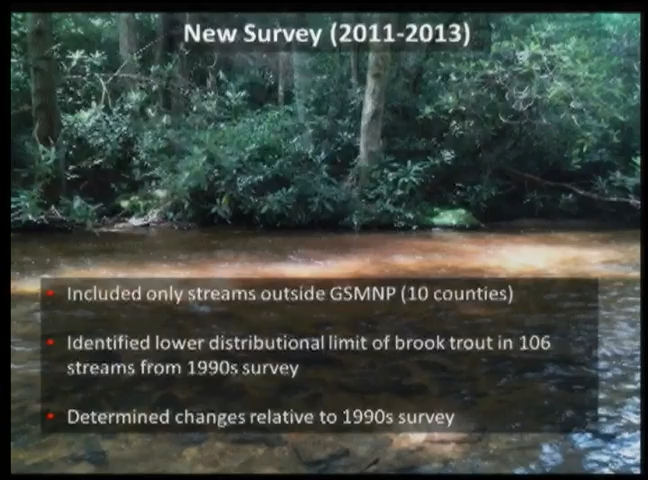 New Survey (2011-2013)
• Included only streams outside GSMNP (10 counties)
• Identified lower distributional limit of brook trout in 106
streams from 1990s survey
• Determined changes relative to 1990s survey